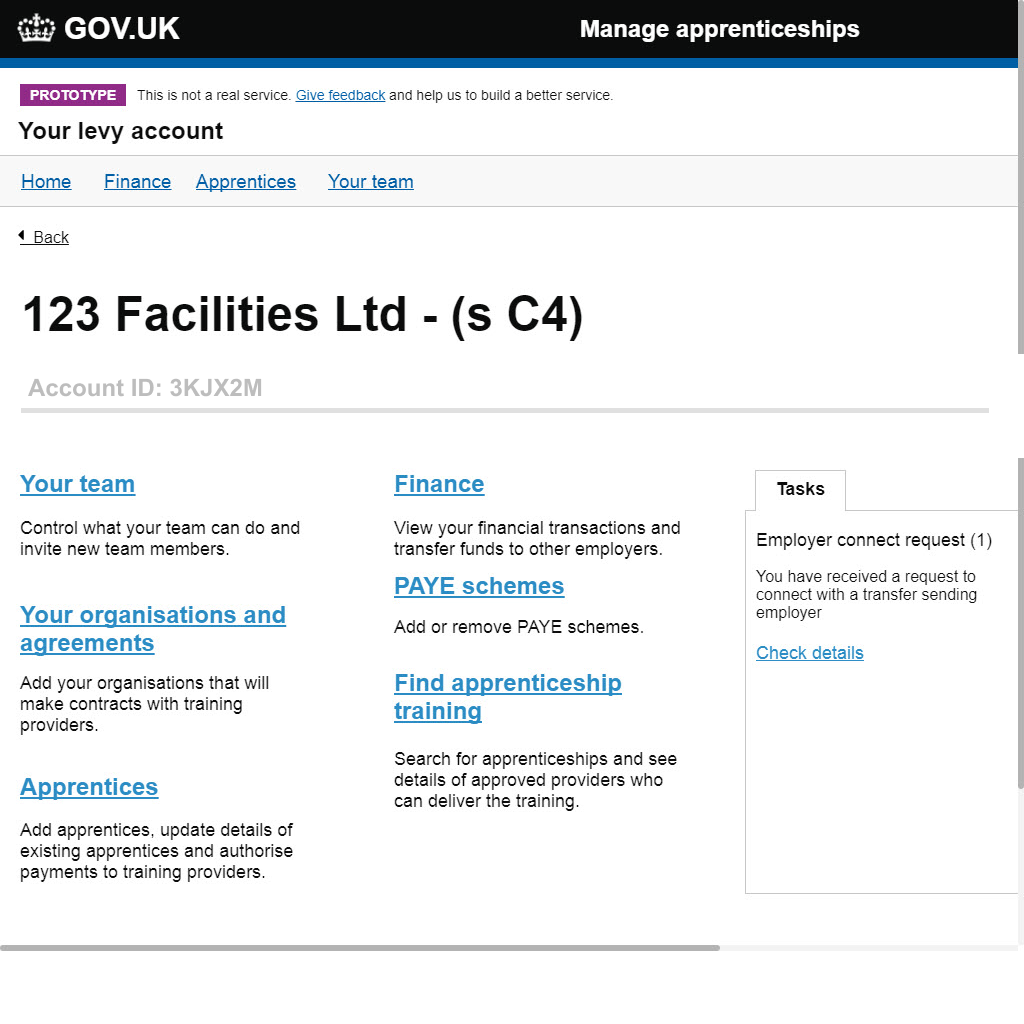 GOV.UK
Manage apprenticeships
PROTOTYPE This is not a real service. Give feedback and help us to build a better service.
Your levy account
Home Finance Apprentices Your team
Back
123 Facilities Ltd - (s C4)
Account ID: 3KJX2M
Your team
Control what your team can do and
invite new team members.
Your organisations and
agreements
Add your organisations that will
make contracts with training
providers.
Apprentices
Add apprentices, update details of
existing apprentices and authorise
payments to training providers.
Finance
View your financial transactions and
transfer funds to other employers.
PAYE schemes
Add or remove PAYE schemes.
Find apprenticeship
training
Search for apprenticeships and see
details of approved providers who
can deliver the training.
Tasks
Employer connect request (1)
You have received a request to
connect with a transfer sending
employer
Check details